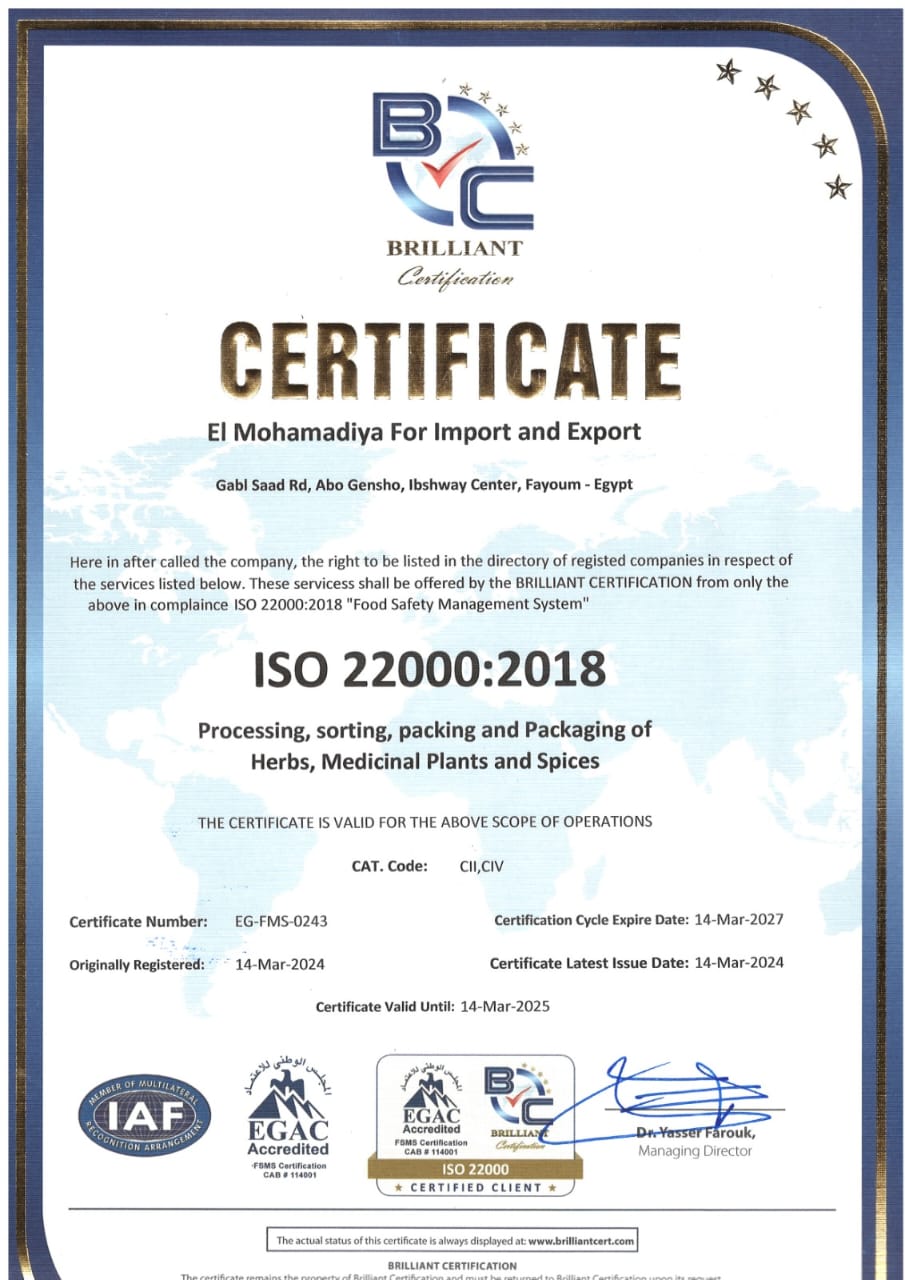 BC
BRILLIANT
Certification
CERTIFICATE
El Mohamadiya For Import and Export
Gabl Saad Rd, Abo Gensho, Ibshway Center, Fayoum - Egypt
Here in after called the company, the right to be listed in the directory of registed companies in respect of
the services listed below. These servicess shall be offered by the BRILLIANT CERTIFICATION from only the
above in complaince ISO 22000:2018 "Food Safety Management System"
ISO 22000:2018
Processing, sorting, packing and Packaging of
Herbs, Medicinal Plants and Spices
THE CERTIFICATE IS VALID FOR THE ABOVE SCOPE OF OPERATIONS
CAT. Code: CII,CIV
Certificate Number: EG-FMS-0243
Certification Cycle Expire Date: 14-Mar-2027
Originally Registered: 14-Mar-2024
Certificate Latest Issue Date: 14-Mar-2024
Certificate Valid Until: 14-Mar-2025
MEMBER OF MULTILATERAL
IAF
RECOGNITION ARRANGEMENT
المجلس الوطني للاعتماد
EGAC
Accredited
FSMS Certification
CAB # 114001
المجلس الوطني للاعتماد
EGAC
Accredited
FSMS Certification
CAB # 114001
BC
BRILLIANT
Certification
ISO 22000
CERTIFIED CLIENT
Dr. Yasser Farouk,
Managing Director
The actual status of this certificate is always displayed at: www.brilliantcert.com
BRILLIANT CERTIFICATION
The certificate remains the property of Brilliant Certification and must be returned to Brilliant Certification upon its request